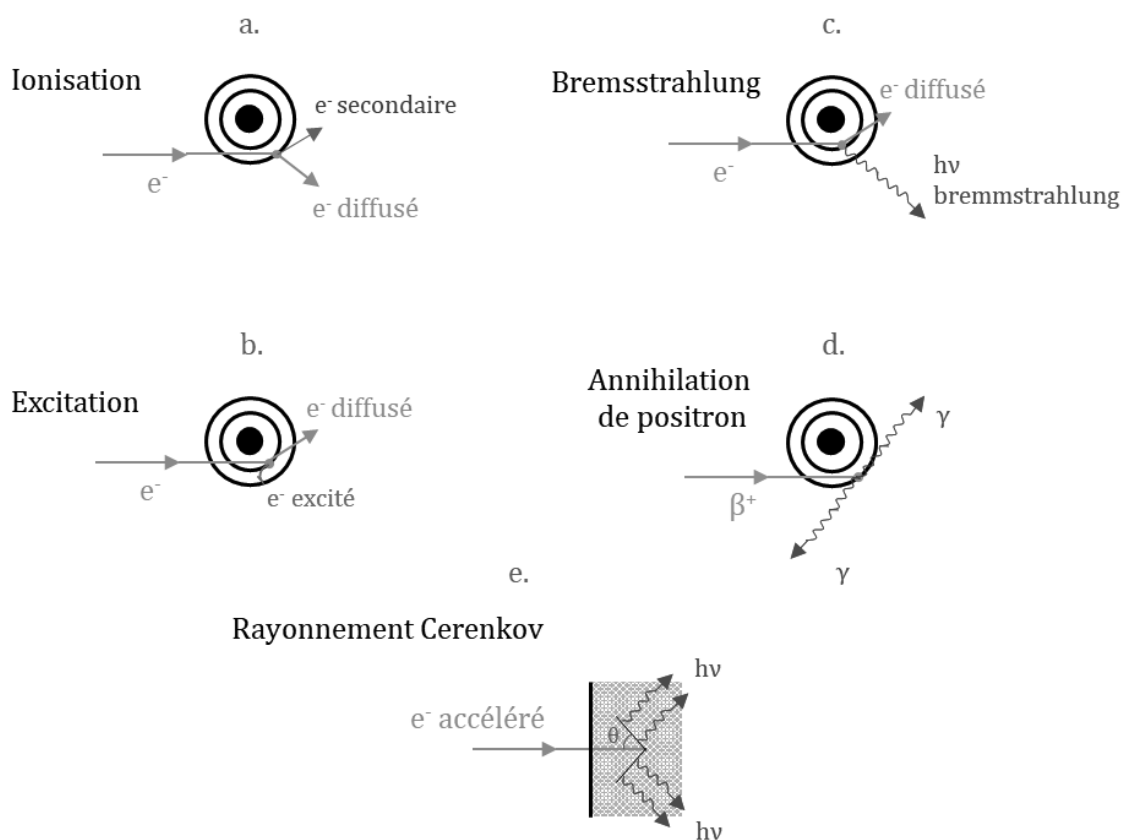 a.
Ionisation
e⁻ secondaire
e⁻
e⁻ diffusé
c.
Bremsstrahlung
e⁻ diffusé
e⁻
hν
bremmstrahlung
b.
Excitation
e⁻ diffusé
e⁻
e⁻ excité
d.
Annihilation
de positron
γ
β⁺
γ
e.
Rayonnement Cerenkov
hν
e⁻ accéléré
θ
hν